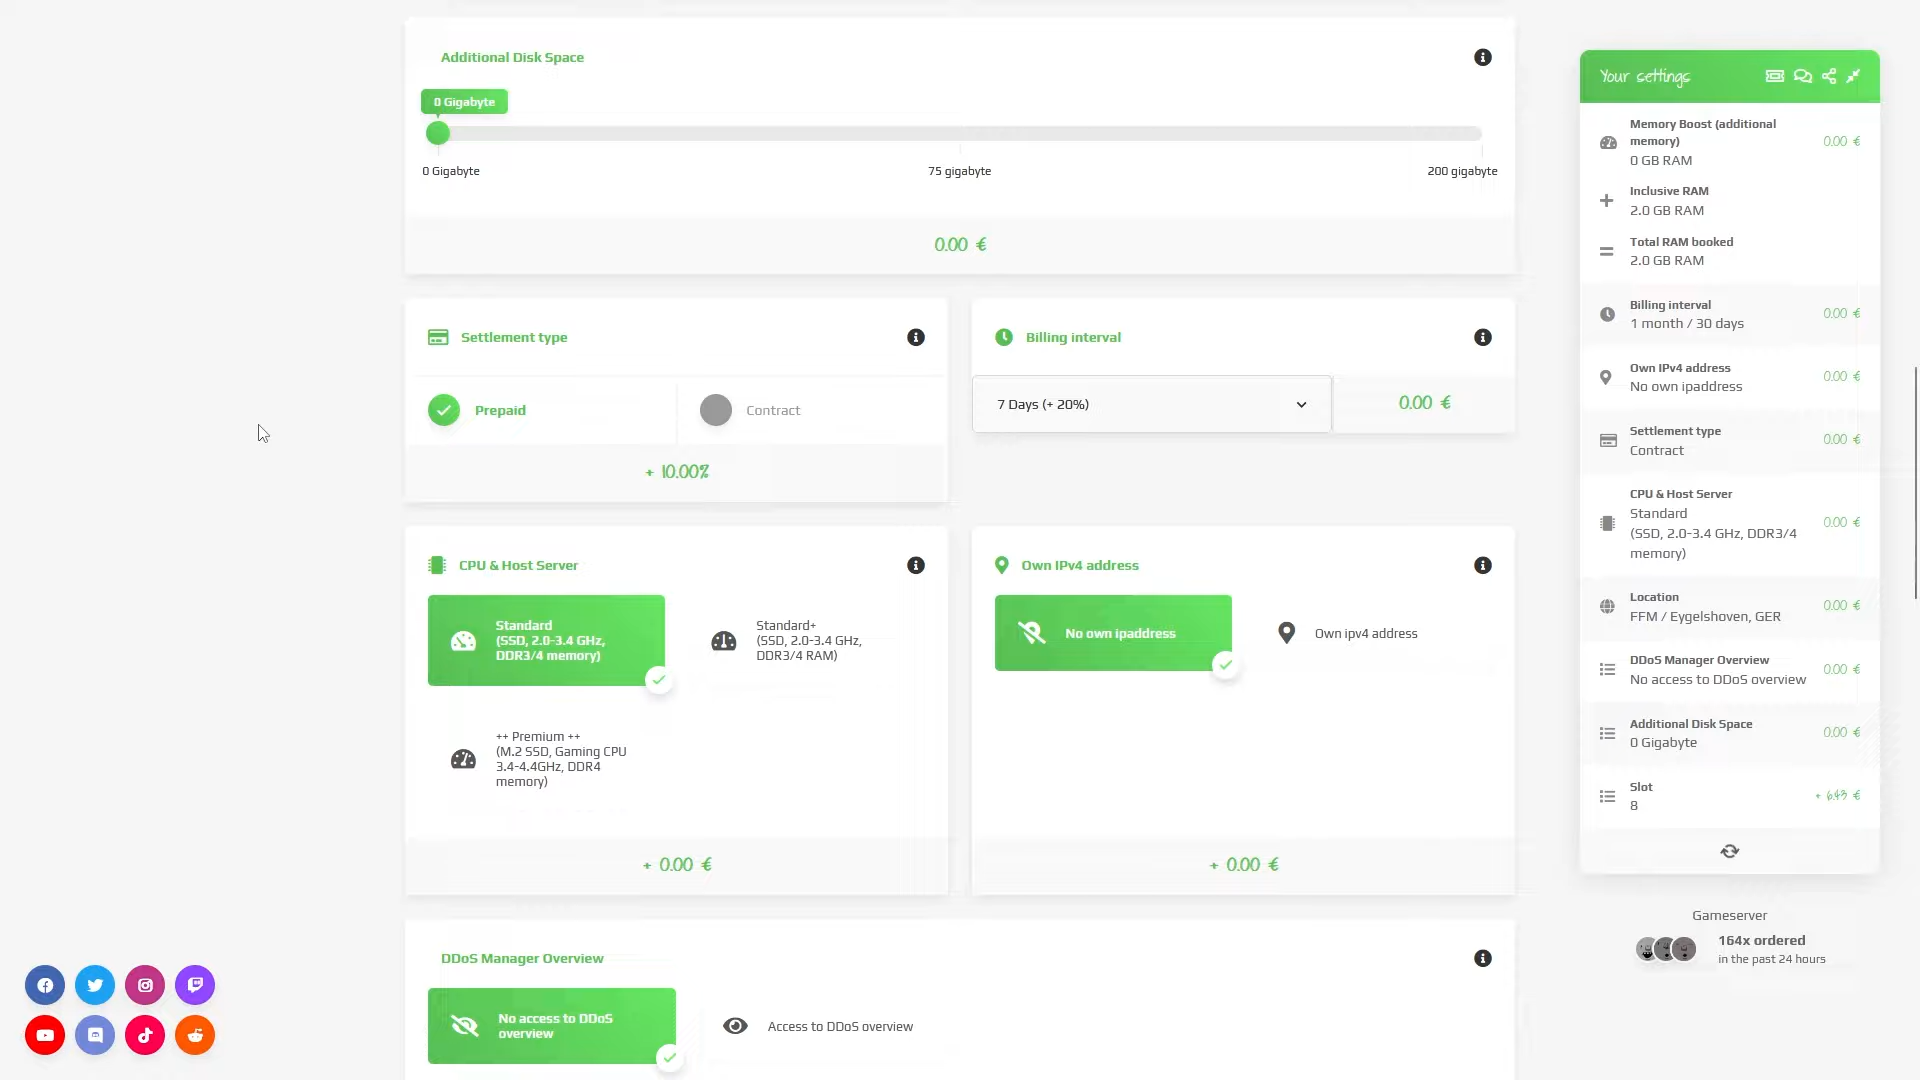 Additional Disk Space
0 Gigabyte
0 Gigabyte
75 gigabyte
200 gigabyte
0.00 €
Settlement type
Prepaid
Contract
+ 10.00%
Billing interval
7 Days (+ 20%)
0.00 €
CPU & Host Server
Standard
(SSD, 2.0-3.4 GHz,
DDR3/4 memory)
Standard+
(SSD, 2.0-3.4 GHz,
DDR3/4 RAM)
++ Premium ++
(M.2 SSD, Gaming CPU
3.4-4.4GHz, DDR4
memory)
+ 0.00 €
Own IPv4 address
No own ipaddress
Own ipv4 address
+ 0.00 €
DDoS Manager Overview
No access to DDoS
overview
Access to DDoS overview
Your settings
Memory Boost (additional
memory)
0 GB RAM
0.00 €
Inclusive RAM
2.0 GB RAM
Total RAM booked
2.0 GB RAM
Billing interval
1 month / 30 days
0.00 €
Own IPv4 address
No own ipaddress
0.00 €
Settlement type
Contract
0.00 €
CPU & Host Server
Standard
(SSD, 2.0-3.4 GHz, DDR3/4
memory)
0.00 €
Location
FFM / Eygelshoven, GER
0.00 €
DDoS Manager Overview
No access to DDoS overview
0.00 €
Additional Disk Space
0 Gigabyte
0.00 €
Slot
8
+ 6.43 €
Gameserver
164x ordered
in the past 24 hours